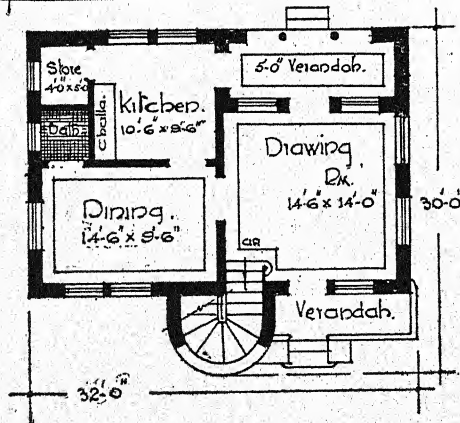 Store
4'0"x5'0"
Bath
Kitchen.
10'-6"x9'-6"
Challa.
5'-0" Verandah.
Drawing
RM.
14'-6" x 14'-0"
Dining.
14'-6" x 9'-6"
Verandah.
30'-0"
32'-0"